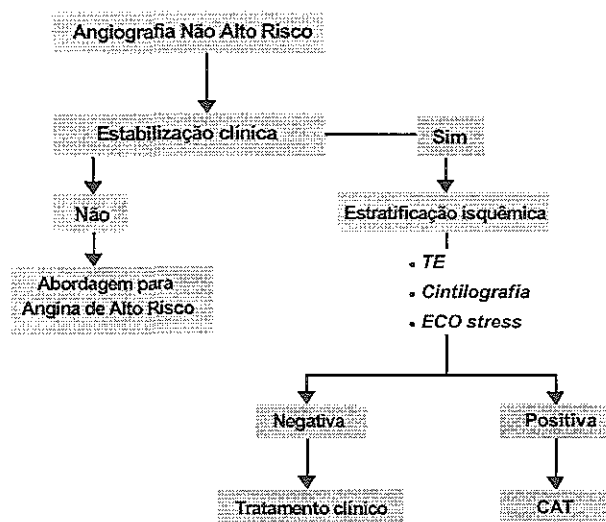 Angiografia Não Alto Risco
Estabilização clínica
Sim
Não
Estratificação isquêmica
Abordagem para
Angina de Alto Risco
• TE
• Cintilografia
• ECO stress
Negativa
Positiva
Tratamento clínico
CAT